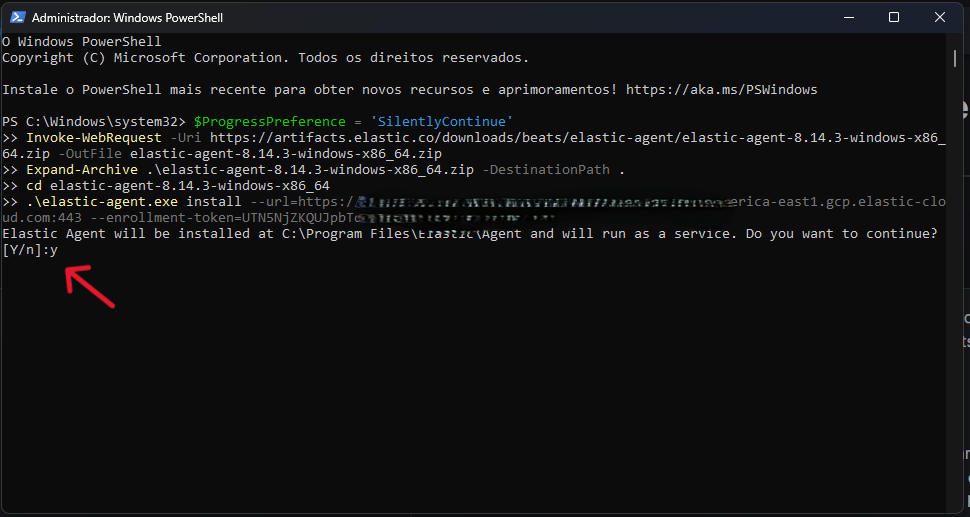 Administrador: Windows PowerShell
O Windows PowerShell
Copyright (C) Microsoft Corporation. Todos os direitos reservados.
Instale o PowerShell mais recente para obter novos recursos e aprimoramentos! https://aka.ms/PSWindows
PS C:\Windows\system32> $ProgressPreference = 'SilentlyContinue'
>> Invoke-WebRequest -Uri https://artifacts.elastic.co/downloads/beats/elastic-agent/elastic-agent-8.14.3-windows-x86_
64.zip -OutFile elastic-agent-8.14.3-windows-x86_64.zip
>> Expand-Archive .\elastic-agent-8.14.3-windows-x86_64.zip -DestinationPath .
>> cd elastic-agent-8.14.3-windows-x86_64
>> .\elastic-agent.exe install --url=https:/ erica-east1.gcp.elastic-clo
ud.com:443 --enrollment-token=UTN5NjZKQUJpbTc
Elastic Agent will be installed at C:\Program Files\Elastic\Agent and will run as a service. Do you want to continue?
[Y/n]:y